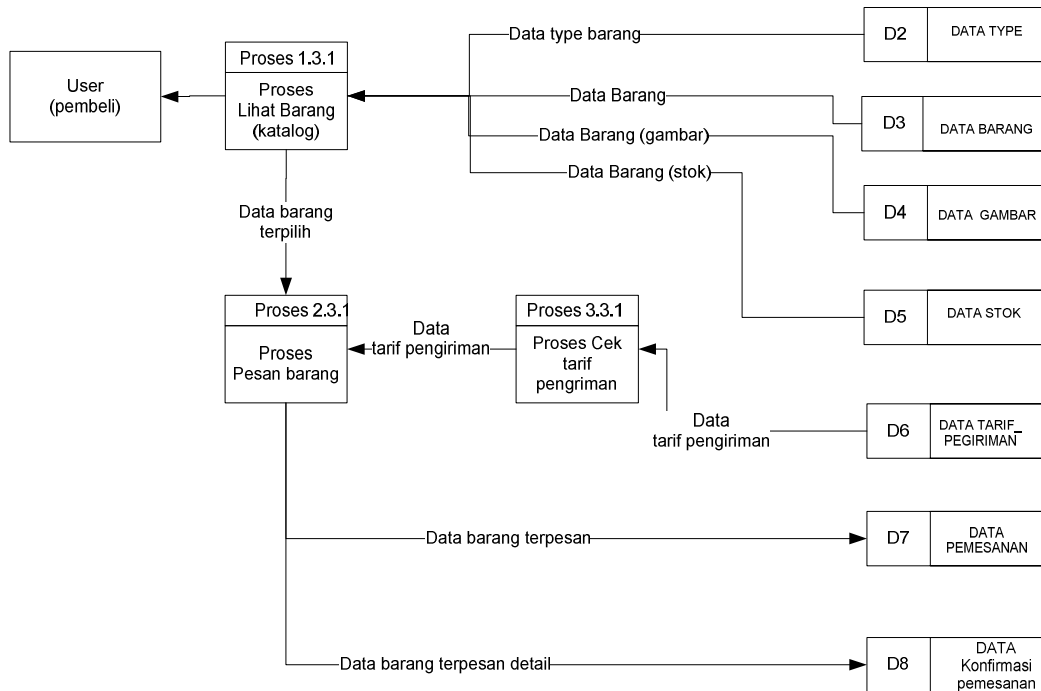 Data type barang
D2
DATA TYPE
User
(pembeli)
Proses 1.3.1
Proses
Lihat Barang
(katalog)
Data Barang
D3
DATA BARANG
Data Barang (gambar)
Data Barang (stok)
D4
DATA GAMBAR
Data barang
terpilih
D5
DATA STOK
Proses 2.3.1
Proses
Pesan barang
Data
tarif pengiriman
Proses 3.3.1
Proses Cek
tarif
pengriman
Data
tarif pengiriman
D6
DATA TARIF_
PEGIRIMAN
Data barang terpesan
D7
DATA
PEMESANAN
Data barang terpesan detail
D8
DATA
Konfirmasi
pemesanan